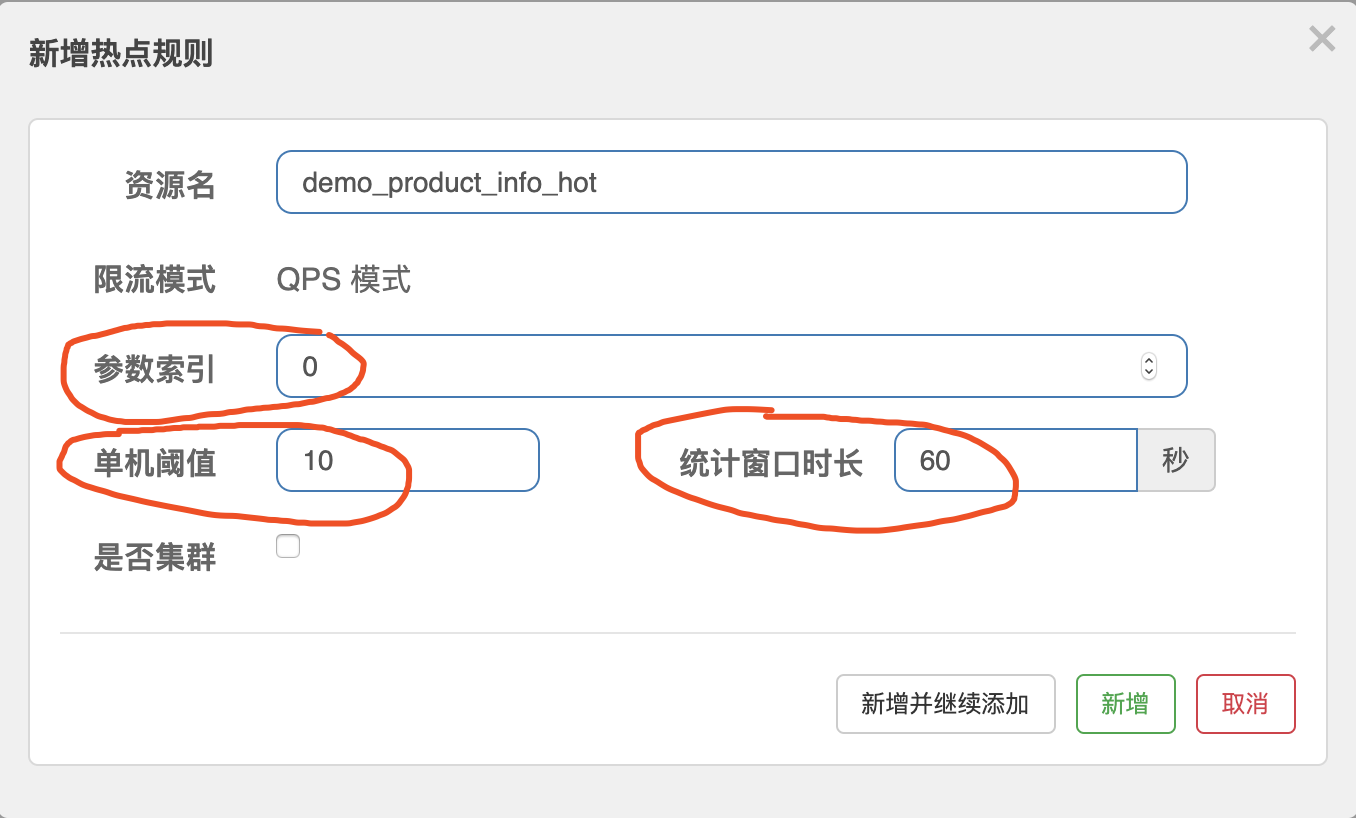 新增热点规则
资源名 demo_product_info_hot
限流模式 QPS 模式
参数索引 0
单机阈值 10 统计窗口时长 60 秒
是否集群
新增并继续添加 新增 取消